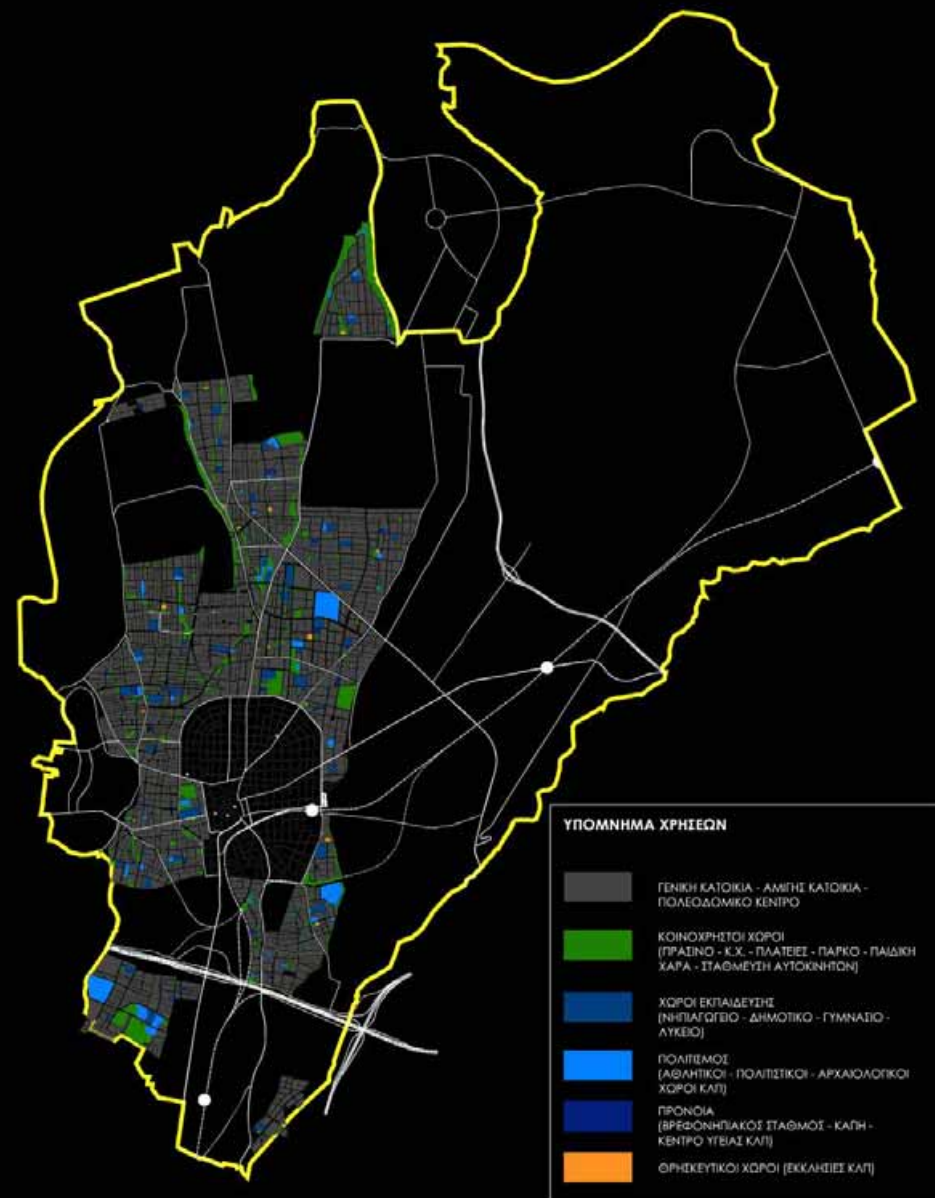 ΥΠΟΜΝΗΜΑ ΧΡΗΣΕΩΝ
ΓΕΝΙΚΗ ΚΑΤΟΙΚΙΑ - ΑΜΙΓΗΣ ΚΑΤΟΙΚΙΑ -
ΠΟΛΕΟΔΟΜΙΚΟ ΚΕΝΤΡΟ
ΚΟΙΝΟΧΡΗΣΤΟΙ ΧΩΡΟΙ
(ΠΡΑΣΙΝΟ - Κ.Χ. - ΠΛΑΤΕΙΕΣ - ΠΑΡΚΟ - ΠΑΙΔΙΚΗ
ΧΑΡΑ - ΣΤΑΘΜΕΥΣΗ ΑΥΤΟΚΙΝΗΤΩΝ)
ΧΩΡΟΙ ΕΚΠΑΙΔΕΥΣΗΣ
(ΝΗΠΙΑΓΩΓΕΙΟ - ΔΗΜΟΤΙΚΟ - ΓΥΜΝΑΣΙΟ -
ΛΥΚΕΙΟ)
ΠΟΛΙΤΙΣΜΟΣ
(ΑΘΛΗΤΙΚΟΙ - ΠΟΛΙΤΙΣΤΙΚΟΙ - ΑΡΧΑΙΟΛΟΓΙΚΟΙ
ΧΩΡΟΙ ΚΛΠ)
ΠΡΟΝΟΙΑ
(ΒΡΕΦΟΝΗΠΙΑΚΟΣ ΣΤΑΘΜΟΣ - ΚΑΠΗ -
ΚΕΝΤΡΟ ΥΓΕΙΑΣ ΚΛΠ)
ΘΡΗΣΚΕΥΤΙΚΟΙ ΧΩΡΟΙ (ΕΚΚΛΗΣΙΕΣ ΚΛΠ)